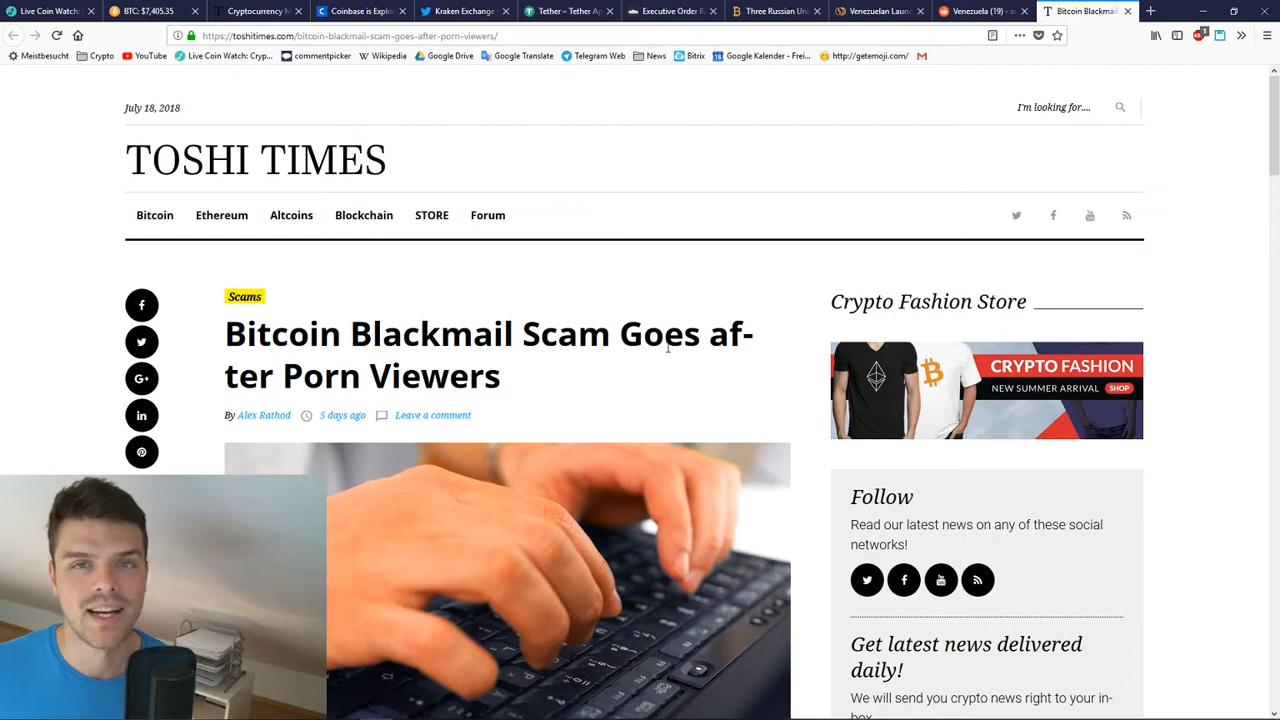 Live Coin Watch:
BTC: $7,405.35
Cryptocurrency M
Coinbase is Explo
Kraken Exchange
Tether – Tether Ap
Executive Order R
Three Russian Un
Venezuelan Laun
Venezuela (19) – s
Bitcoin Blackmail
https://toshitimes.com/bitcoin-blackmail-scam-goes-after-porn-viewers/
Meistbesucht
Crypto
YouTube
Live Coin Watch: Cryp...
commentpicker
Wikipedia
Google Drive
Google Translate
Telegram Web
News
Bitrix
Google Kalender - Frei...
http://getemoji.com/
July 18, 2018
I'm looking for....
TOSHI TIMES
Bitcoin
Ethereum
Altcoins
Blockchain
STORE
Forum
Scams
Bitcoin Blackmail Scam Goes af-
ter Porn Viewers
By Alex Rathod
5 days ago
Leave a comment
Crypto Fashion Store
CRYPTO FASHION
NEW SUMMER ARRIVAL SHOP
Follow
Read our latest news on any of these social
networks!
Get latest news delivered
daily!
We will send you crypto news right to your in-
box.